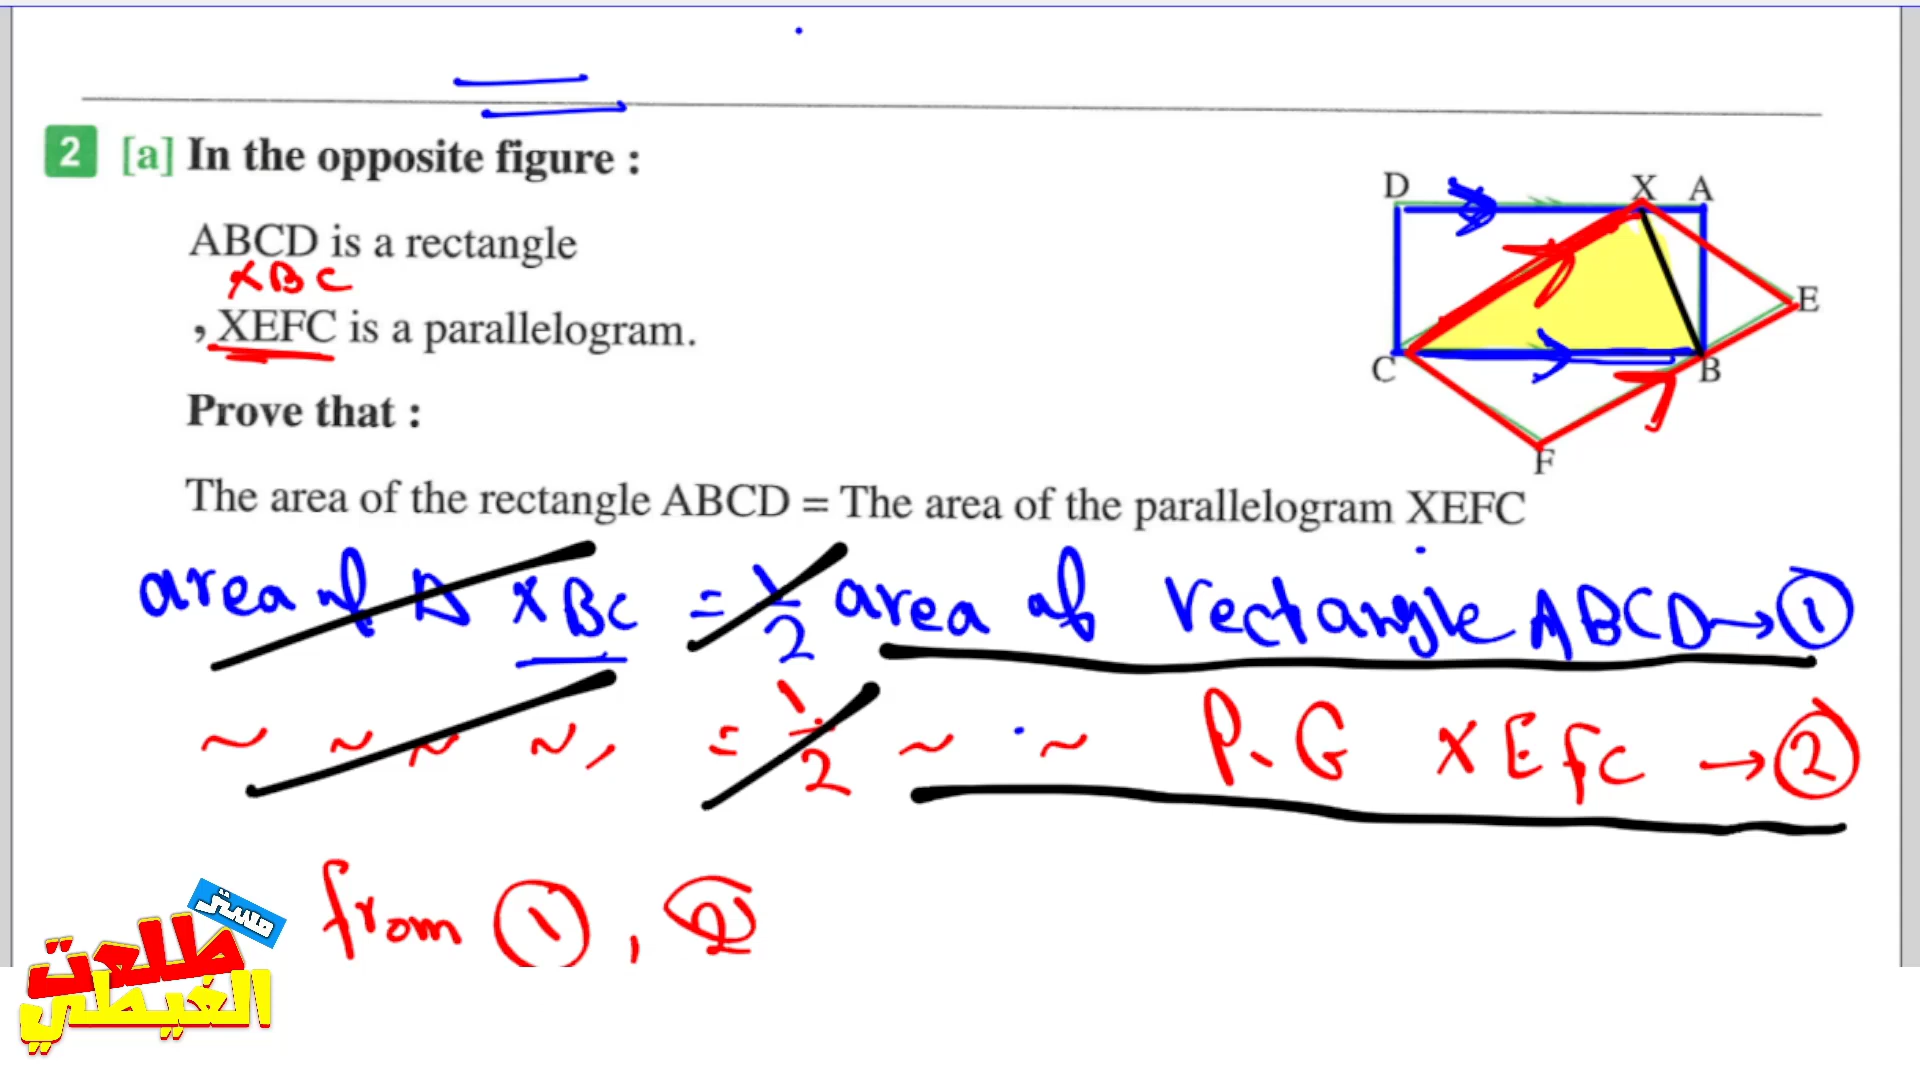 2 [a] In the opposite figure :
ABCD is a rectangle
XBC
, XEFC is a parallelogram.
Prove that :
The area of the rectangle ABCD = The area of the parallelogram XEFC
D X A
E
C B
F
area of Δ XBC = 1/2 area of rectangle ABCD → ①
~ ~ ~ ~, = 1/2 ~ ~ P.G XEFC → ②
from ①, ②
مستر
طلعت
الغيطي